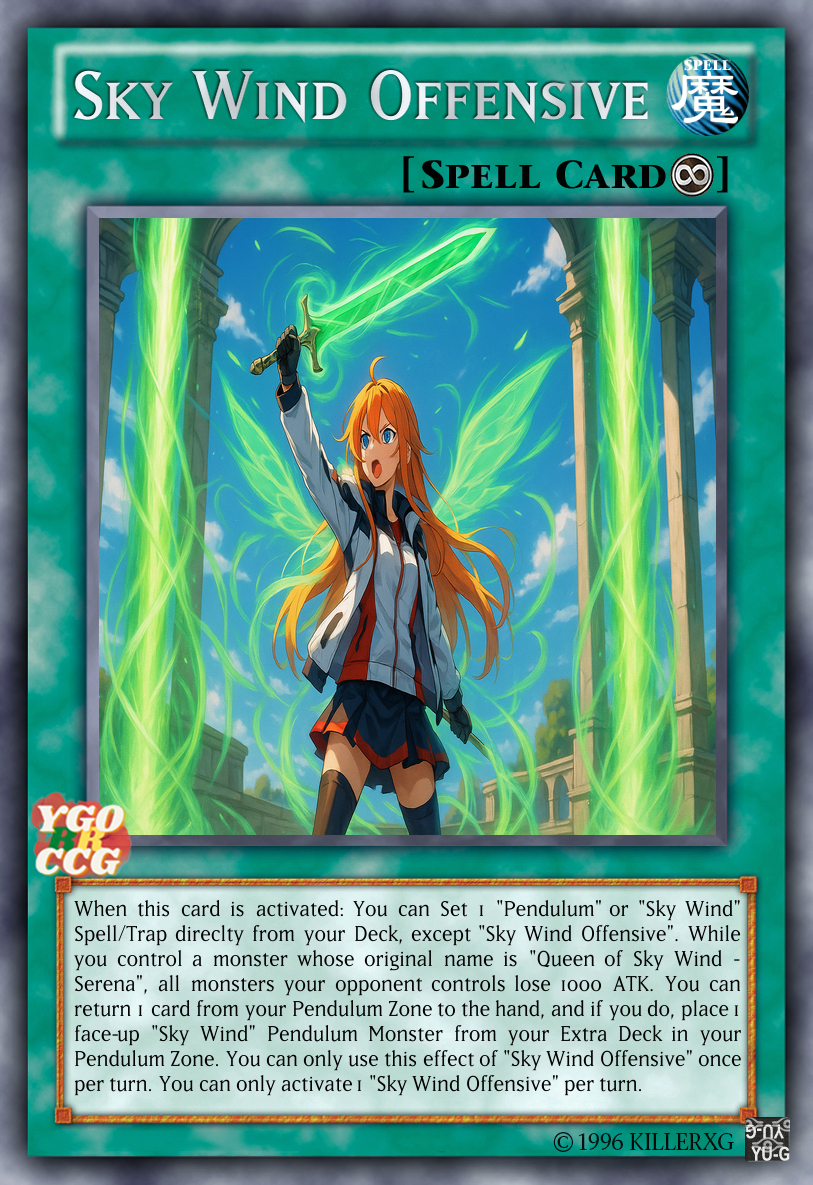 Sky Wind Offensive
SPELL
魔
[Spell Card∞]
YGO
RR
CCG
When this card is activated: You can Set 1 "Pendulum" or "Sky Wind"
Spell/Trap direclty from your Deck, except "Sky Wind Offensive". While
you control a monster whose original name is "Queen of Sky Wind -
Serena", all monsters your opponent controls lose 1000 ATK. You can
return 1 card from your Pendulum Zone to the hand, and if you do, place 1
face-up "Sky Wind" Pendulum Monster from your Extra Deck in your
Pendulum Zone. You can only use this effect of "Sky Wind Offensive" once
per turn. You can only activate 1 "Sky Wind Offensive" per turn.
© 1996 KILLERXG
YU-G
YU-G